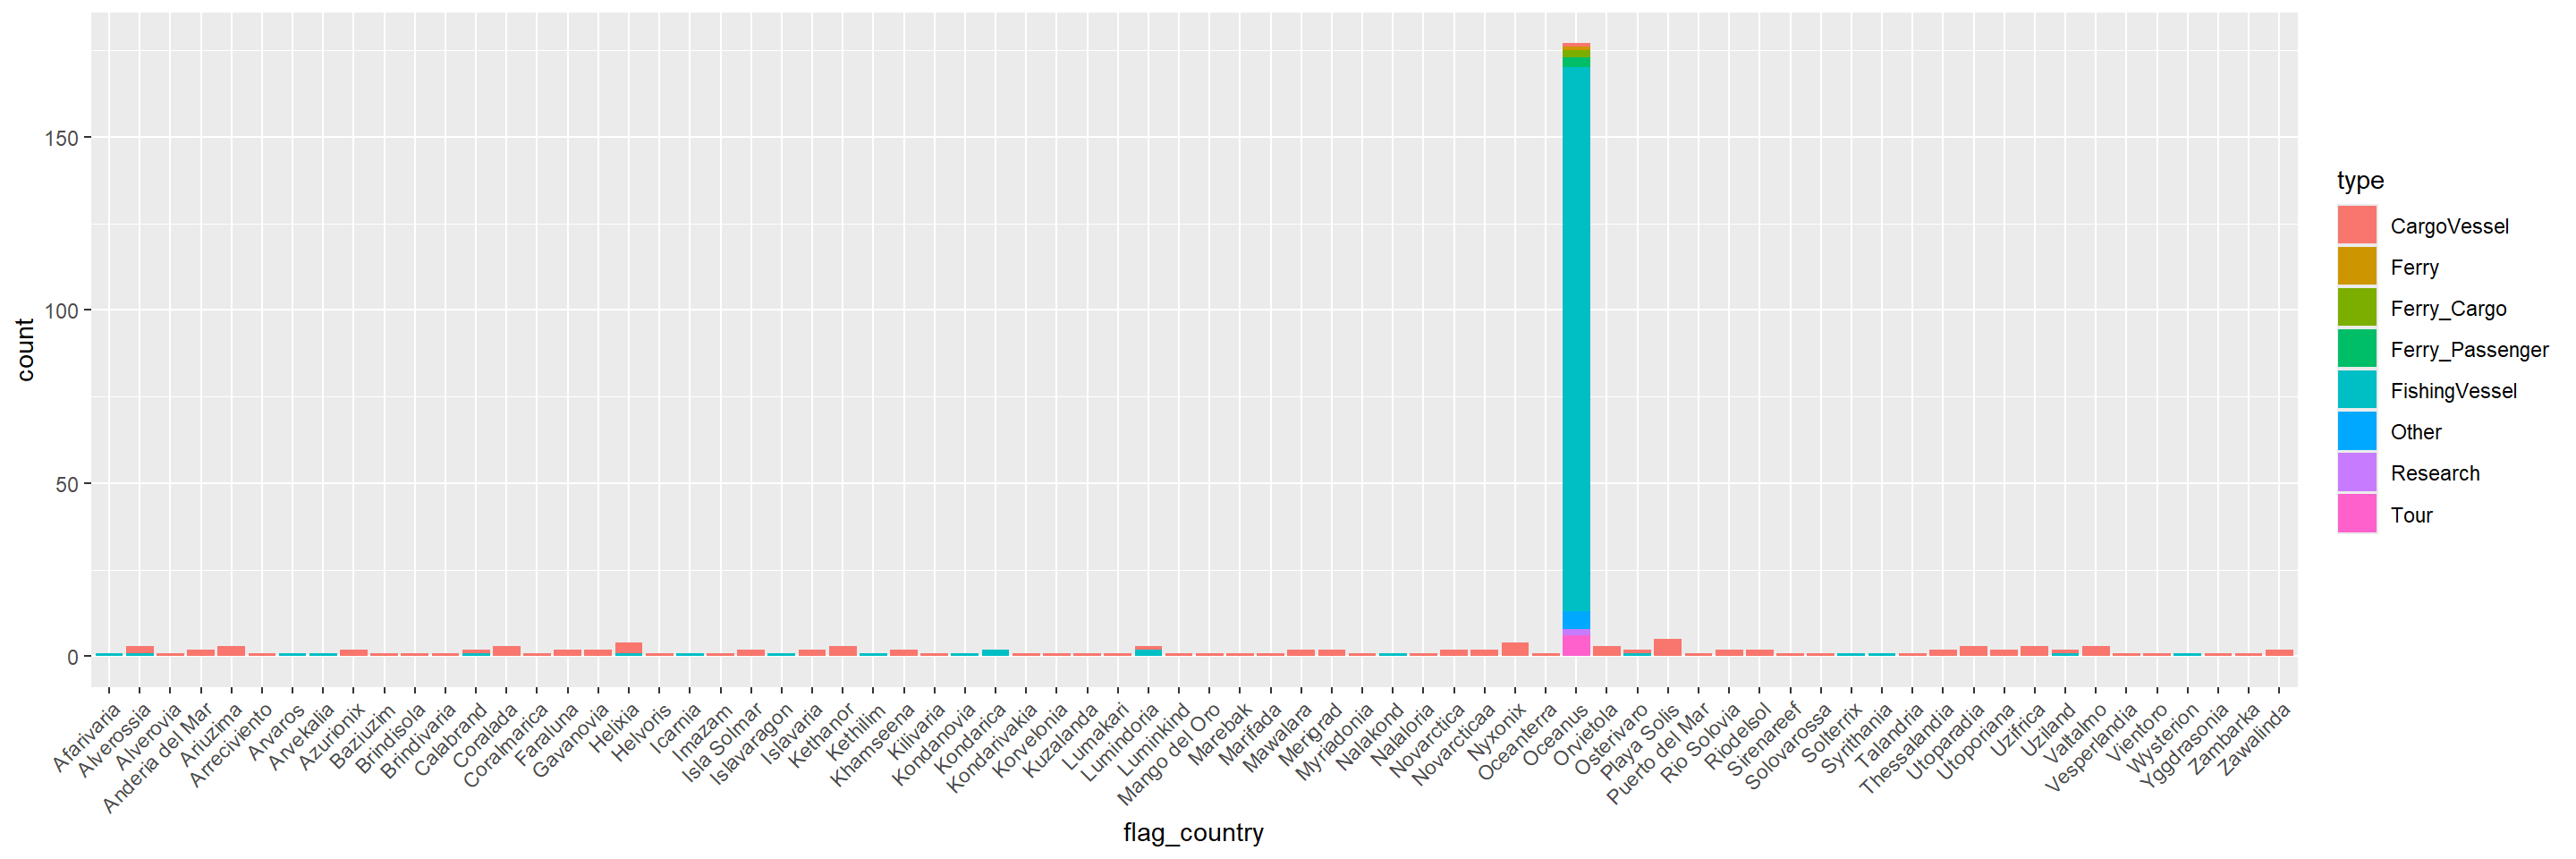 150
100
50
0
count
Afarivaria
Alverossia
Alverovia
Anderia del Mar
Ariuzima
Arreciviento
Arvaros
Arvekalia
Azurionix
Baziuzim
Brindisola
Brindivaria
Calabrand
Coralada
Coralmarica
Faraluna
Gavanovia
Helixia
Helvoris
Icarnia
Imazam
Isla Solmar
Islavaragon
Islavaria
Kethanor
Kethilim
Khamseena
Kilivaria
Kondanovia
Kondarica
Kondarivakia
Korvelonia
Kuzalanda
Lumakari
Lumindoria
Luminkind
Mango del Oro
Marebak
Marifada
Mawalara
Merigrad
Myriadonia
Nalakond
Naloria
Novarctica
Novarcticaa
Nyxonix
Oceanterra
Oceanus
Orvietola
Osterivaro
Playa Solis
Puerto del Mar
Rio Solovia
Riodelsol
Sirenareef
Solovarossa
Solterrix
Syrithania
Talandria
Thessalandia
Utoparadia
Utoporiana
Uzifrica
Uziland
Valtalmo
Vesperlandia
Vientoro
Wysterion
Yggdrasonia
Zambarka
Zawalinda
flag_country
type
CargoVessel
Ferry
Ferry_Cargo
Ferry_Passenger
FishingVessel
Other
Research
Tour